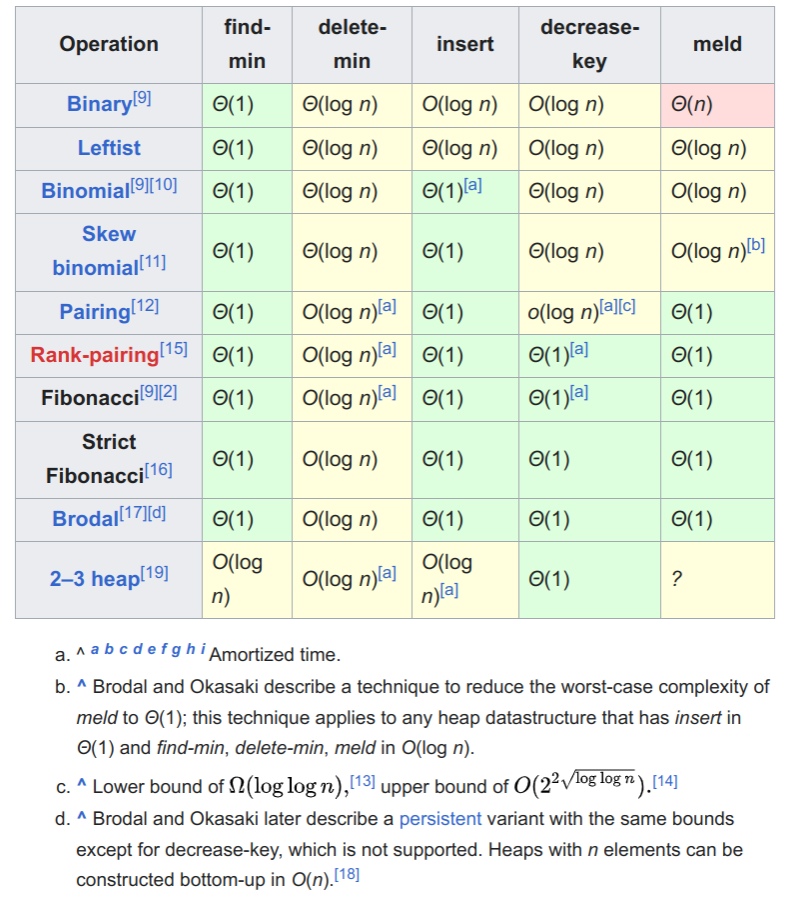 Operation find-min delete-min insert decrease-key meld
Binary[9] Θ(1) Θ(log n) O(log n) O(log n) Θ(n)
Leftist Θ(1) Θ(log n) Θ(log n) O(log n) Θ(log n)
Binomial[9][10] Θ(1) Θ(log n) Θ(1)[a] Θ(log n) O(log n)
Skew binomial[11] Θ(1) Θ(log n) Θ(1) Θ(log n) O(log n)[b]
Pairing[12] Θ(1) O(log n)[a] Θ(1) o(log n)[a][c] Θ(1)
Rank-pairing[15] Θ(1) O(log n)[a] Θ(1) Θ(1)[a] Θ(1)
Fibonacci[9][2] Θ(1) O(log n)[a] Θ(1) Θ(1)[a] Θ(1)
Strict Fibonacci[16] Θ(1) O(log n) Θ(1) Θ(1) Θ(1)
Brodal[17][d] Θ(1) O(log n) Θ(1) Θ(1) Θ(1)
2–3 heap[19] O(log n) O(log n)[a] O(log n)[a] Θ(1) ?
a. ^ a b c d e f g h i Amortized time.
b. ^ Brodal and Okasaki describe a technique to reduce the worst-case complexity of
meld to Θ(1); this technique applies to any heap datastructure that has insert in
Θ(1) and find-min, delete-min, meld in O(log n).
c. ^ Lower bound of Ω(log log n),[13] upper bound of O(2^{2√(log log n)}).[14]
d. ^ Brodal and Okasaki later describe a persistent variant with the same bounds
except for decrease-key, which is not supported. Heaps with n elements can be
constructed bottom-up in O(n).[18]